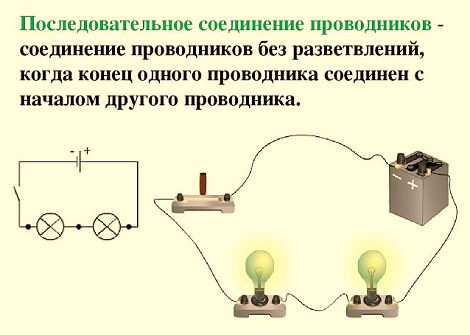 Последовательное соединение проводников -
соединение проводников без разветвлений,
когда конец одного проводника соединен с
началом другого проводника.
- +
- +